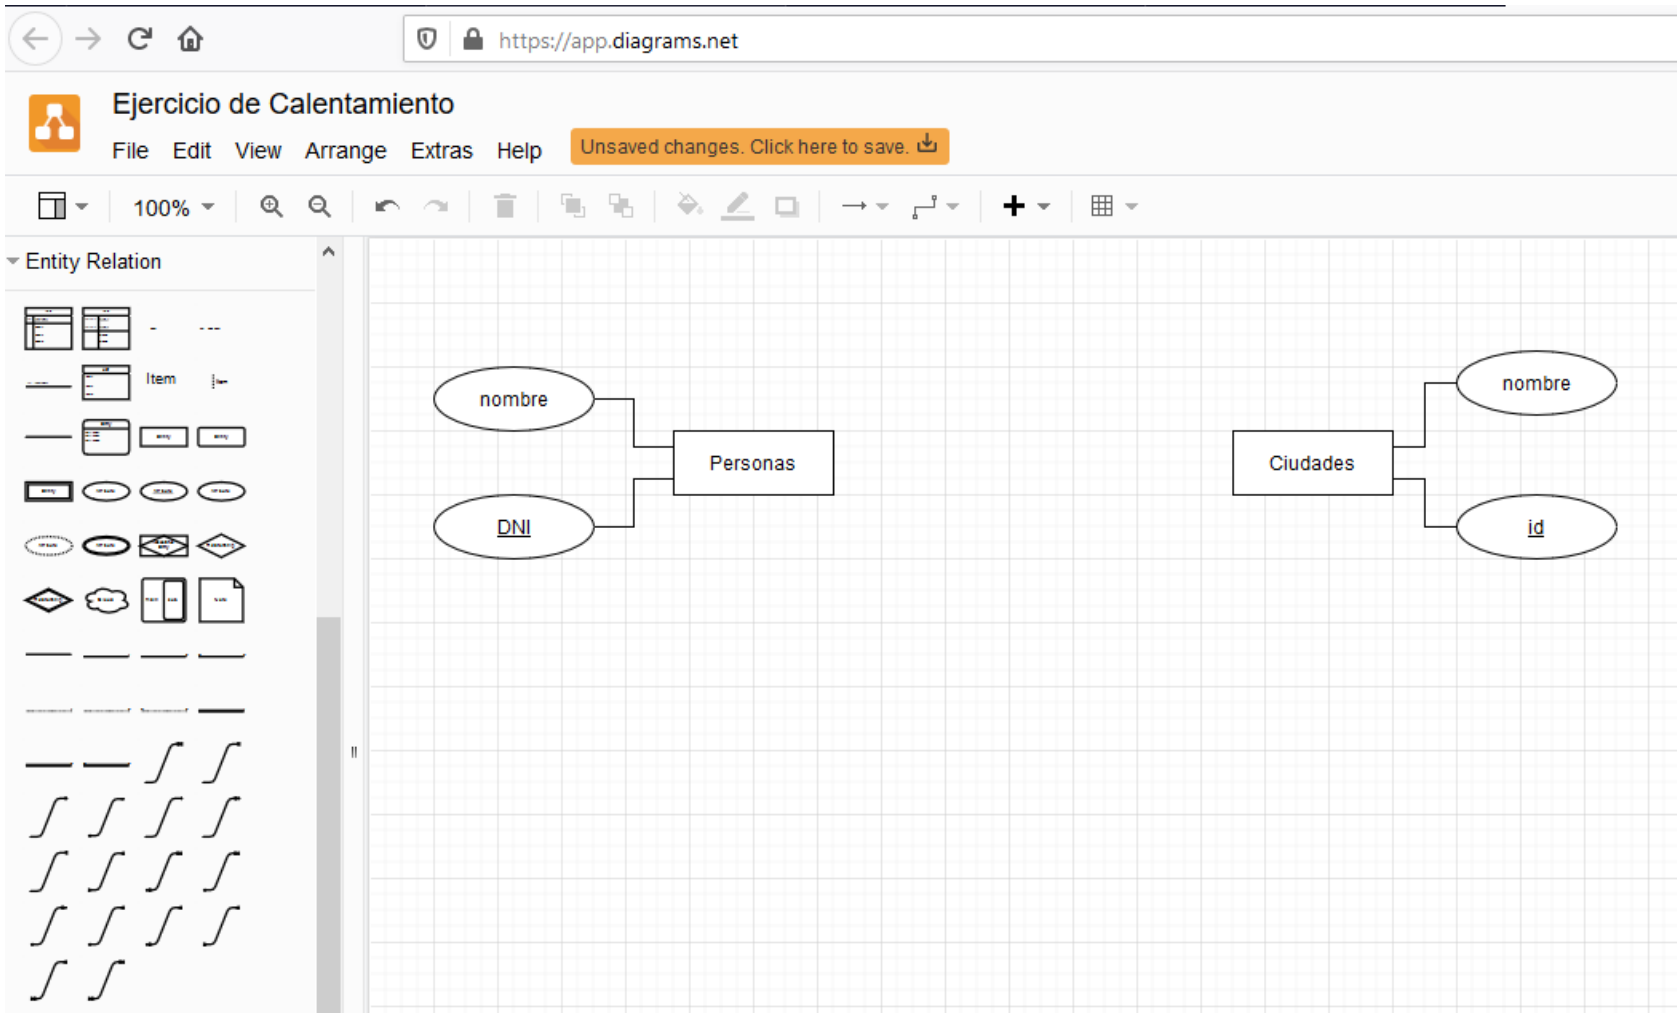 https://app.diagrams.net
Ejercicio de Calentamiento
File Edit View Arrange Extras Help
Unsaved changes. Click here to save.
100%
Entity Relation
Item
nombre
Personas
DNI
nombre
Ciudades
id